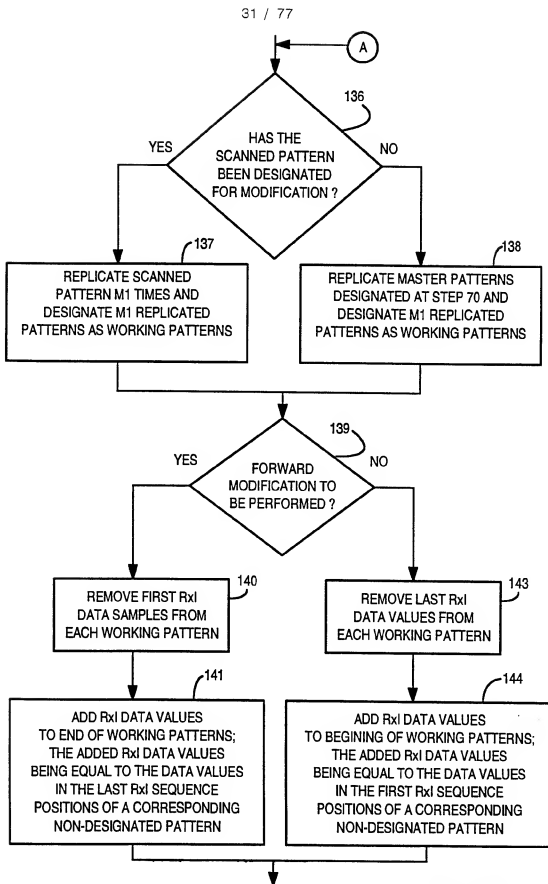 31 / 77
A
136
HAS THE
SCANNED PATTERN
BEEN DESIGNATED
FOR MODIFICATION ?
YES
NO
137
REPLICATE SCANNED
PATTERN M1 TIMES AND
DESIGNATE M1 REPLICATED
PATTERNS AS WORKING PATTERNS
138
REPLICATE MASTER PATTERNS
DESIGNATED AT STEP 70 AND
DESIGNATE M1 REPLICATED
PATTERNS AS WORKING PATTERNS
139
FORWARD
MODIFICATION TO
BE PERFORMED ?
YES
NO
140
REMOVE FIRST RxI
DATA SAMPLES FROM
EACH WORKING PATTERN
143
REMOVE LAST RxI
DATA VALUES FROM
EACH WORKING PATTERN
141
ADD RxI DATA VALUES
TO END OF WORKING PATTERNS;
THE ADDED RxI DATA VALUES
BEING EQUAL TO THE DATA VALUES
IN THE LAST RxI SEQUENCE
POSITIONS OF A CORRESPONDING
NON-DESIGNATED PATTERN
144
ADD RxI DATA VALUES
TO BEGINING OF WORKING PATTERNS;
THE ADDED RxI DATA VALUES
BEING EQUAL TO THE DATA VALUES
IN THE FIRST RxI SEQUENCE
POSITIONS OF A CORRESPONDING
NON-DESIGNATED PATTERN